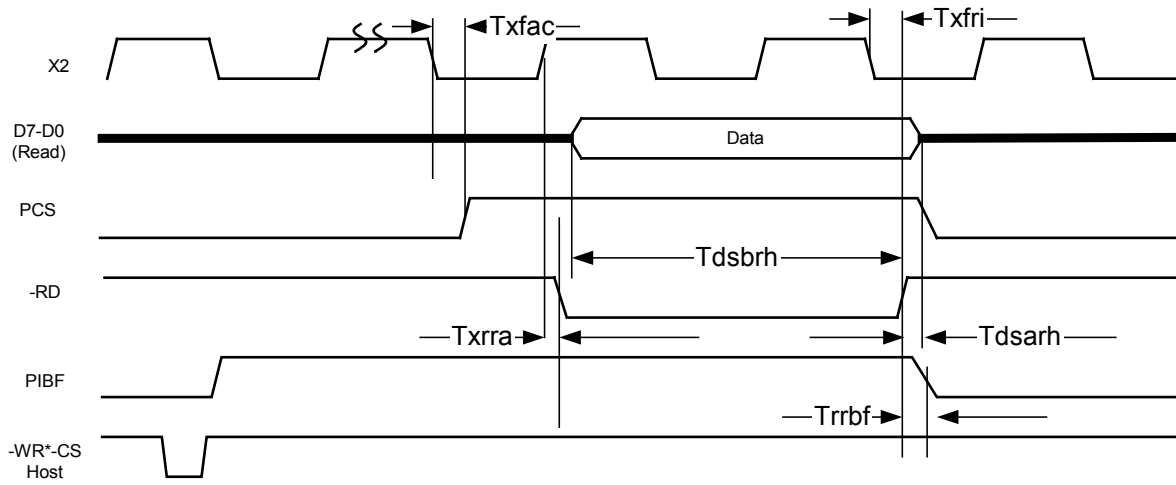 Txfac
Txfri
X2
D7-D0
(Read)
Data
PCS
Tdsbrh
-RD
Txrra
Tdsarh
PIBF
Trrbf
-WR*-CS
Host